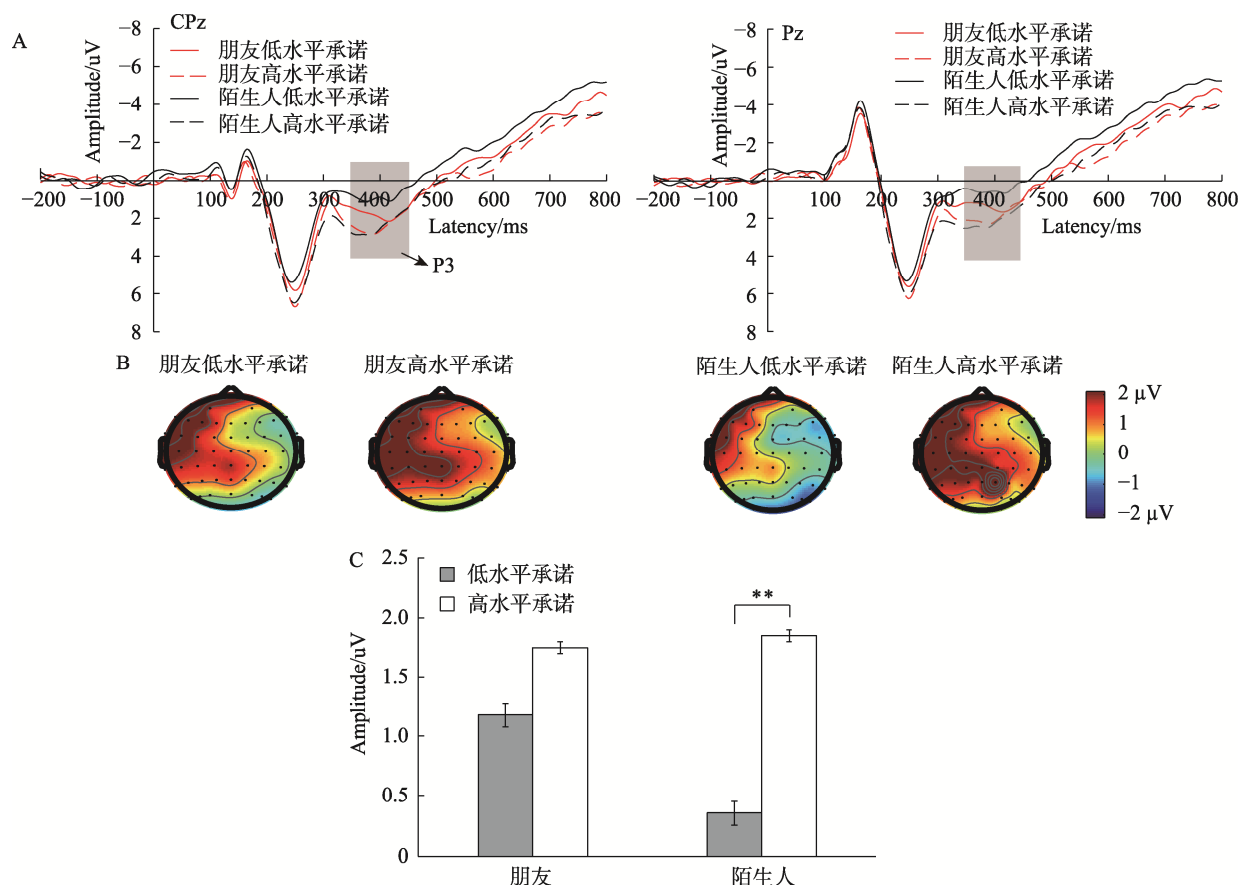 A
CPz
朋友低水平承诺
朋友高水平承诺
陌生人低水平承诺
陌生人高水平承诺
Amplitude/uV
−8
−6
−4
−2
2
4
6
8
−200 −100 0 100 200 300 400 500 600 700 800
Latency/ms
P3
Pz
朋友低水平承诺
朋友高水平承诺
陌生人低水平承诺
陌生人高水平承诺
Amplitude/uV
−8
−6
−4
−2
2
4
6
8
−200 −100 0 100 200 300 400 500 600 700 800
Latency/ms
B
朋友低水平承诺 朋友高水平承诺 陌生人低水平承诺 陌生人高水平承诺
2 μV
1
0
−1
−2 μV
C
低水平承诺
高水平承诺
**
Amplitude/uV
2.5
2.0
1.5
1.0
0.5
0
朋友 陌生人